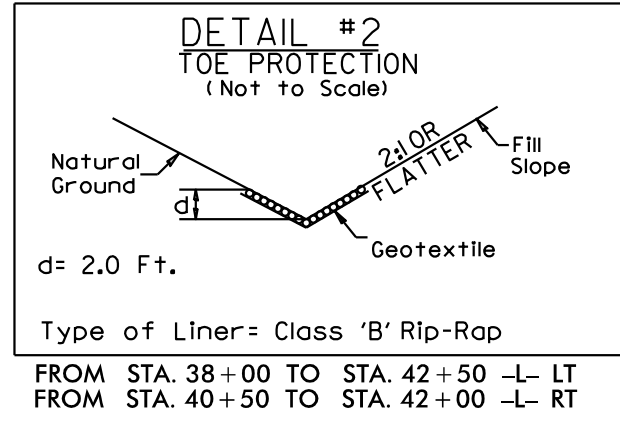 DETAIL #2
TOE PROTECTION
(Not to Scale)
Natural
Ground
d
2:1 OR
FLATTER
Fill
Slope
Geotextile
d= 2.0 Ft.
Type of Liner= Class 'B' Rip-Rap
FROM STA. 38+00 TO STA. 42+50 -L- LT
FROM STA. 40+50 TO STA. 42+00 -L- RT